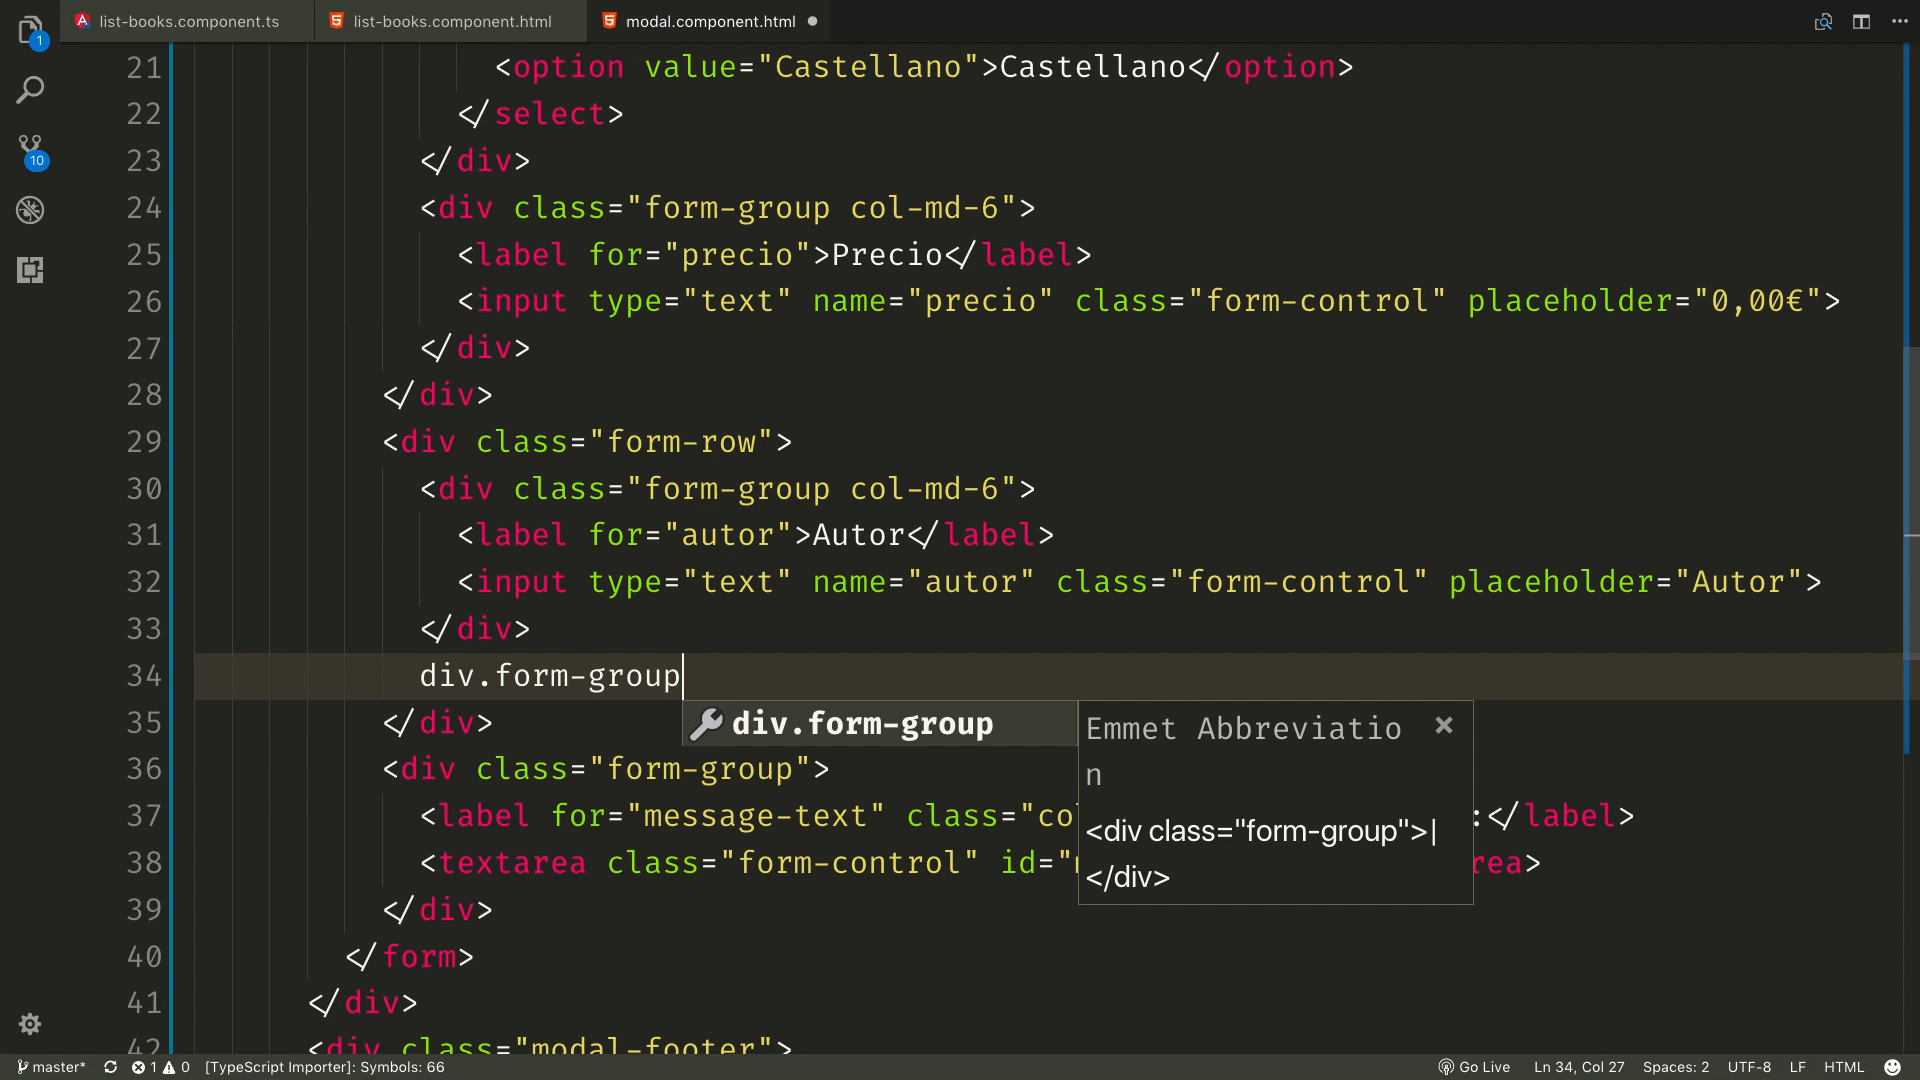 list-books.component.ts list-books.component.html modal.component.html
1
10
21 <option value="Castellano">Castellano</option>
22 </select>
23 </div>
24 <div class="form-group col-md-6">
25 <label for="precio">Precio</label>
26 <input type="text" name="precio" class="form-control" placeholder="0,00€">
27 </div>
28 </div>
29 <div class="form-row">
30 <div class="form-group col-md-6">
31 <label for="autor">Autor</label>
32 <input type="text" name="autor" class="form-control" placeholder="Autor">
33 </div>
34 div.form-group
35 </div>
div.form-group
Emmet Abbreviatio
n
<div class="form-group">|
</div>
36 <div class="form-group">
37 <label for="message-text" class="co :</label>
38 <textarea class="form-control" id=" rea>
39 </div>
40 </form>
41 </div>
42 <div class="modal-footer">
master* 1 0 [TypeScript Importer]: Symbols: 66 Go Live Ln 34, Col 27 Spaces: 2 UTF-8 LF HTML